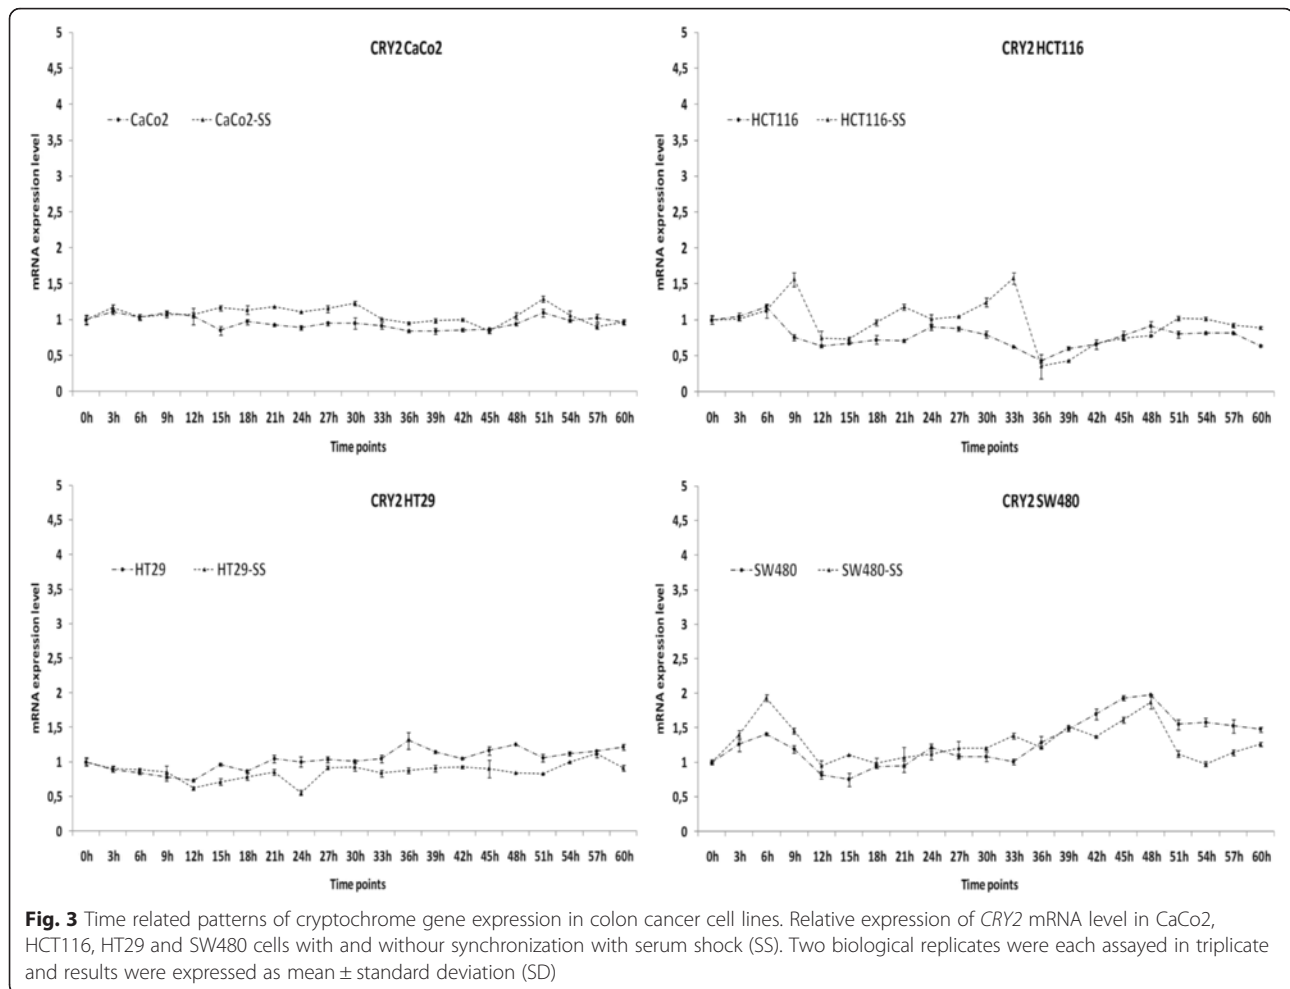 CRY2 CaCo2
CaCo2 CaCo2-SS
mRNA expression level
5
4,5
4
3,5
3
2,5
2
1,5
1
0,5
0
0h 3h 6h 9h 12h 15h 18h 21h 24h 27h 30h 33h 36h 39h 42h 45h 48h 51h 54h 57h 60h
Time points
CRY2 HCT116
HCT116 HCT116-SS
mRNA expression level
5
4,5
4
3,5
3
2,5
2
1,5
1
0,5
0
0h 3h 6h 9h 12h 15h 18h 21h 24h 27h 30h 33h 36h 39h 42h 45h 48h 51h 54h 57h 60h
Time points
CRY2 HT29
HT29 HT29-SS
mRNA expression level
5
4,5
4
3,5
3
2,5
2
1,5
1
0,5
0
0h 3h 6h 9h 12h 15h 18h 21h 24h 27h 30h 33h 36h 39h 42h 45h 48h 51h 54h 57h 60h
Time points
CRY2 SW480
SW480 SW480-SS
mRNA expression level
5
4,5
4
3,5
3
2,5
2
1,5
1
0,5
0
0h 3h 6h 9h 12h 15h 18h 21h 24h 27h 30h 33h 36h 39h 42h 45h 48h 51h 54h 57h 60h
Time points
Fig. 3 Time related patterns of cryptochrome gene expression in colon cancer cell lines. Relative expression of CRY2 mRNA level in CaCo2,
HCT116, HT29 and SW480 cells with and withour synchronization with serum shock (SS). Two biological replicates were each assayed in triplicate
and results were expressed as mean ± standard deviation (SD)